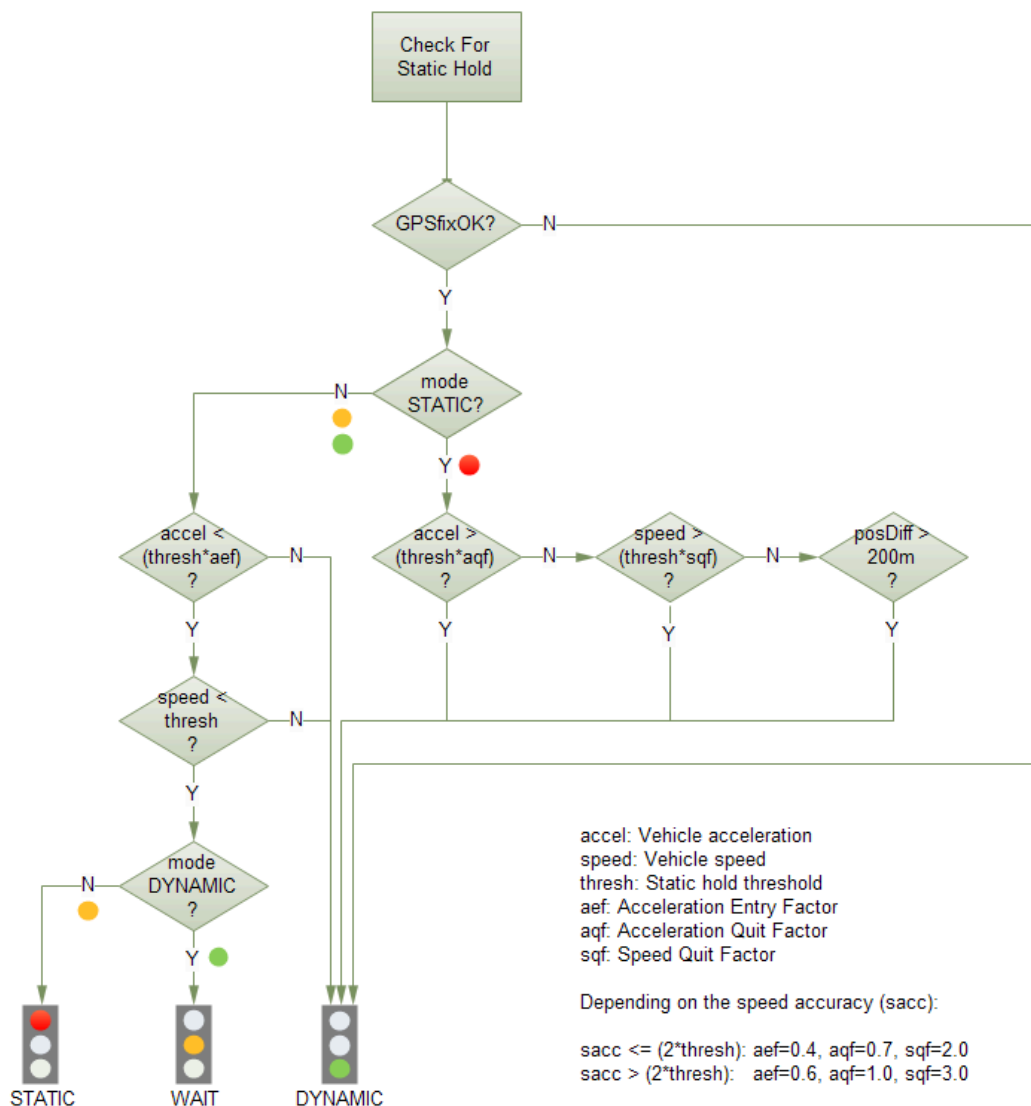 Check For
Static Hold
GPSfixOK?
N
Y
mode
STATIC?
N
Y
accel <
(thresh*aef)
?
N
accel >
(thresh*aqf)
?
N
speed >
(thresh*sqf)
?
N
posDiff >
200m
?
Y
Y
Y
Y
speed <
thresh
?
N
Y
mode
DYNAMIC
?
N
Y
STATIC
WAIT
DYNAMIC
accel: Vehicle acceleration
speed: Vehicle speed
thresh: Static hold threshold
aef: Acceleration Entry Factor
aqf: Acceleration Quit Factor
sqf: Speed Quit Factor
Depending on the speed accuracy (sacc):
sacc <= (2*thresh): aef=0.4, aqf=0.7, sqf=2.0
sacc > (2*thresh): aef=0.6, aqf=1.0, sqf=3.0